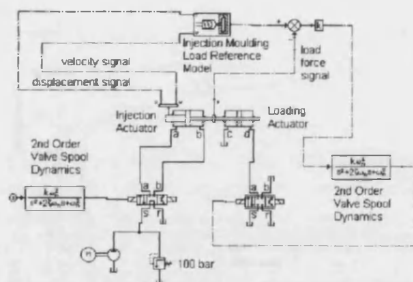 Injection Moulding
Load Reference
Model
load
force
signal
velocity signal
displacement signal
Injection
Actuator
Loading
Actuator
a b c d
2nd Order
Valve Spool
Dynamics
a b
2nd Order
Valve Spool
Dynamics
100 bar